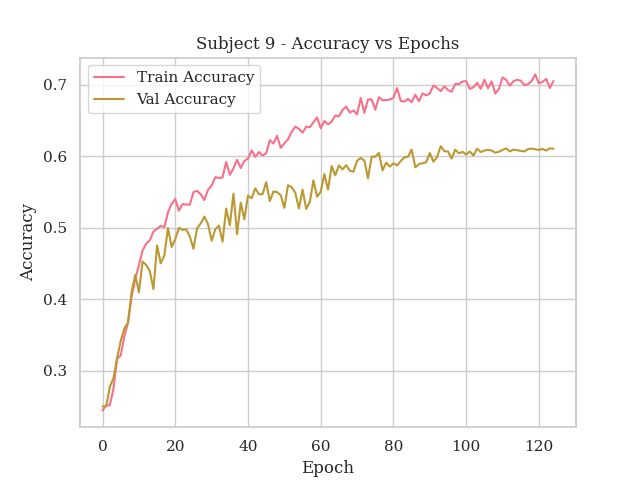 Subject 9 - Accuracy vs Epochs
Train Accuracy
Val Accuracy
0.7
0.6
0.5
0.4
0.3
Accuracy
0 20 40 60 80 100 120
Epoch